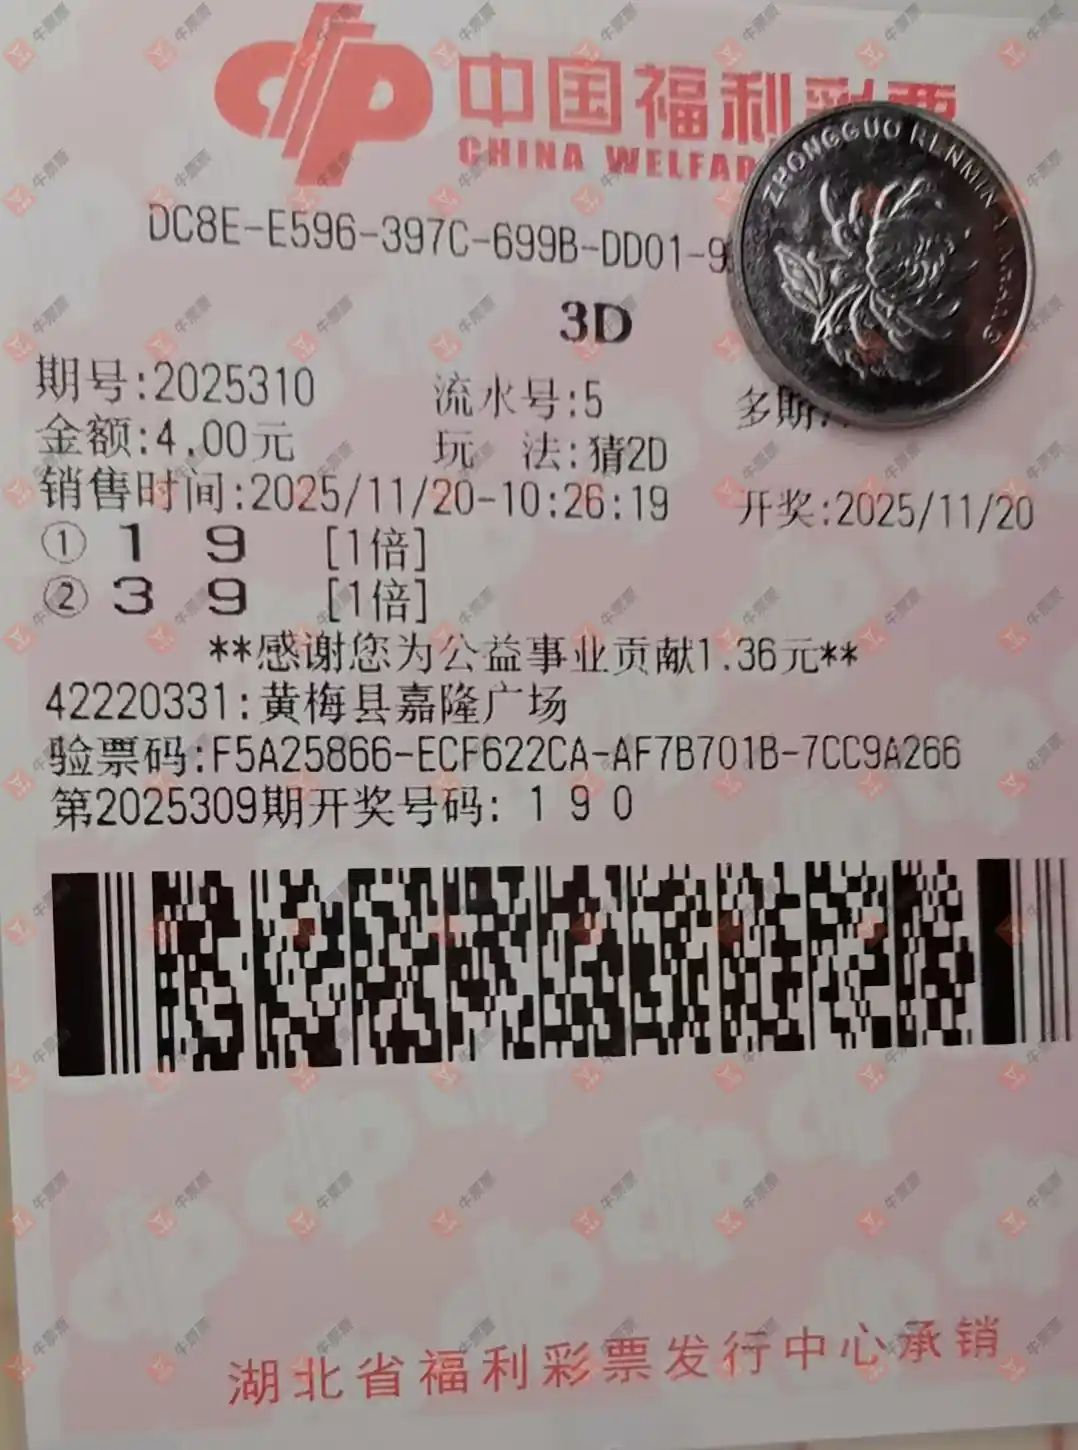 中国福利彩票
CHINA WELFA
DC8E-E596-397C-699B-DD01-9
ZHONGGUO RENMIN
3D
期号:2025310 流水号:5 多期:
金额:4.00元 玩 法:猜2D
销售时间:2025/11/20-10:26:19 开奖:2025/11/20
① 1 9 [1倍]
② 3 9 [1倍]
**感谢您为公益事业贡献1.36元**
42220331:黄梅县嘉隆广场
验票码:F5A25866-ECF622CA-AF7B701B-7CC9A266
第2025309期开奖号码: 1 9 0
湖北省福利彩票发行中心承销
牛票票